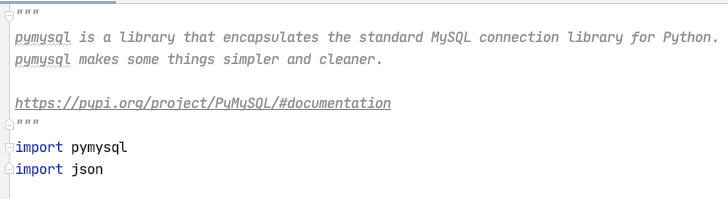 """
pymysql is a library that encapsulates the standard MySQL connection library for Python.
pymysql makes some things simpler and cleaner.
https://pypi.org/project/PyMySQL/#documentation
"""
import pymysql
import json